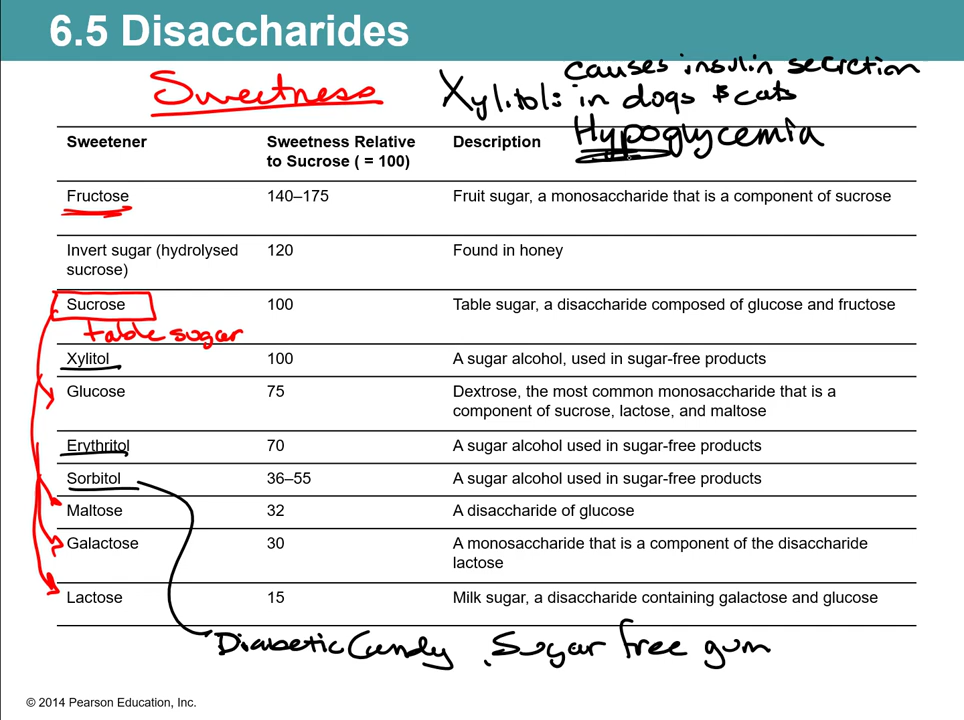 6.5 Disaccharides
Sweetness
Xylitol: causes insulin secretion
in dogs & cats
Hypoglycemia
Sweetener
Sweetness Relative
to Sucrose ( = 100)
Description
Fructose
140–175
Fruit sugar, a monosaccharide that is a component of sucrose
Invert sugar (hydrolysed
sucrose)
120
Found in honey
Sucrose
100
Table sugar, a disaccharide composed of glucose and fructose
table sugar
Xylitol
100
A sugar alcohol, used in sugar-free products
Glucose
75
Dextrose, the most common monosaccharide that is a
component of sucrose, lactose, and maltose
Erythritol
70
A sugar alcohol used in sugar-free products
Sorbitol
36–55
A sugar alcohol used in sugar-free products
Maltose
32
A disaccharide of glucose
Galactose
30
A monosaccharide that is a component of the disaccharide
lactose
Lactose
15
Milk sugar, a disaccharide containing galactose and glucose
Diabetic Candy, Sugar free gum
© 2014 Pearson Education, Inc.